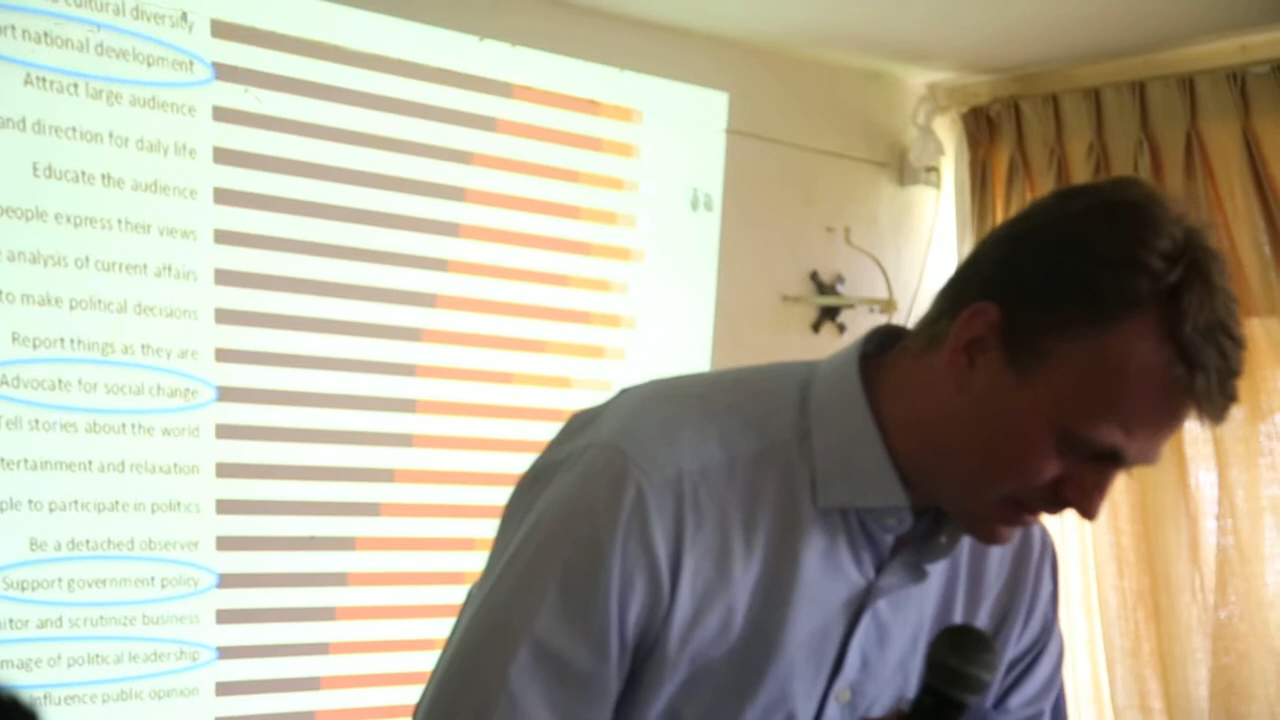 cultural diversity
rt national development
Attract large audience
and direction for daily life
Educate the audience
people express their views
analysis of current affairs
to make political decisions
Report things as they are
Advocate for social change
Tell stories about the world
tertainment and relaxation
ple to participate in politics
Be a detached observer
Support government policy
itor and scrutinize business
mage of political leadership
Influence public opinion